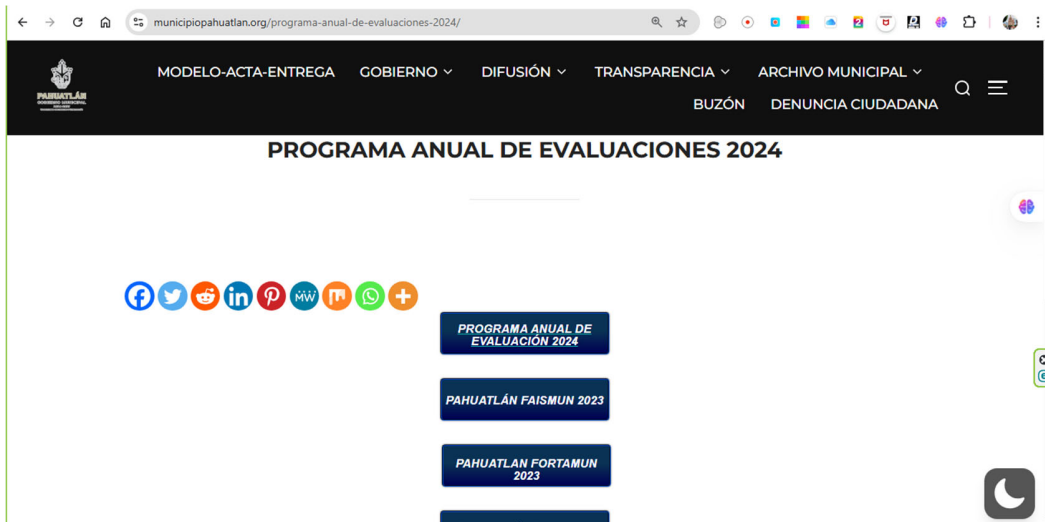 municipiopahuatlan.org/programa-anual-de-evaluaciones-2024/
MODELO-ACTA-ENTREGA GOBIERNO DIFUSIÓN TRANSPARENCIA ARCHIVO MUNICIPAL
PAHUATLÁN
BUZÓN DENUNCIA CIUDADANA
PROGRAMA ANUAL DE EVALUACIONES 2024
MW
PROGRAMA ANUAL DE
EVALUACIÓN 2024
PAHUATLÁN FAISMUN 2023
PAHUATLAN FORTAMUN
2023